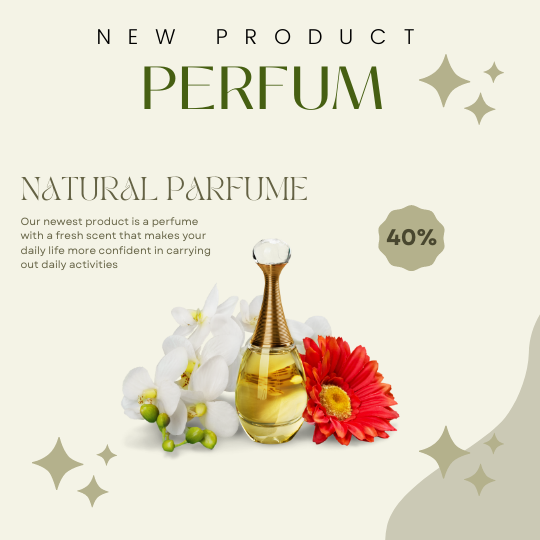 NEW PRODUCT
PERFUM
NATURAL PARFUME
Our newest product is a perfume
with a fresh scent that makes your
daily life more confident in carrying
out daily activities
40%